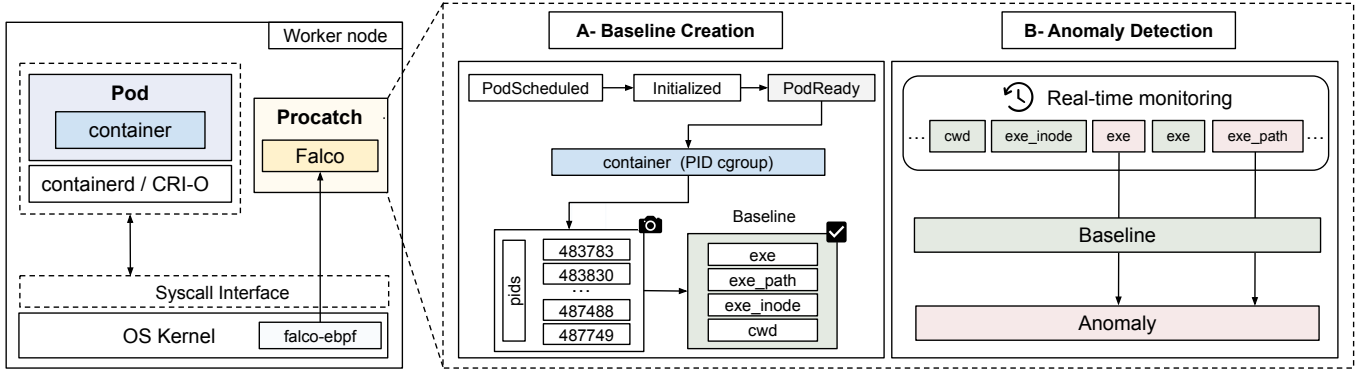 Worker node
Pod
container
containerd / CRI-O
Procatch
Falco
Syscall Interface
OS Kernel
falco-ebpf
A- Baseline Creation
PodScheduled
Initialized
PodReady
container (PID cgroup)
pids
483783
483830
...
487488
487749
Baseline
exe
exe_path
exe_inode
cwd
B- Anomaly Detection
Real-time monitoring
... cwd exe_inode exe exe exe_path ...
Baseline
Anomaly